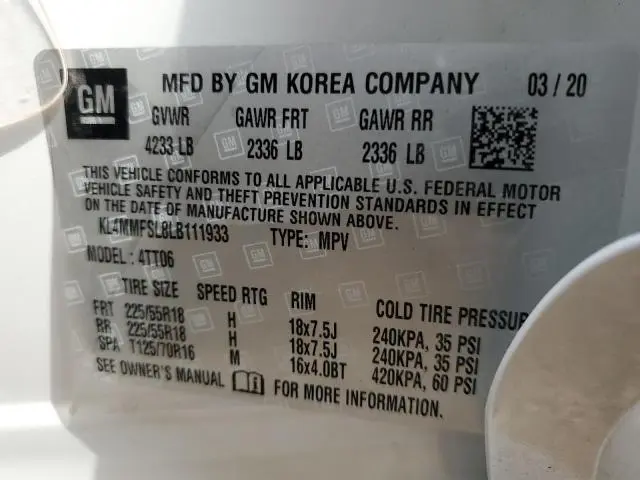 GM MFD BY GM KOREA COMPANY 03 / 20
GVWR GAWR FRT GAWR RR
4233 LB 2336 LB 2336 LB
THIS VEHICLE CONFORMS TO ALL APPLICABLE U.S. FEDERAL MOTOR
VEHICLE SAFETY AND THEFT PREVENTION STANDARDS IN EFFECT
ON THE DATE OF MANUFACTURE SHOWN ABOVE.
KL4MMFSL8LB111933 TYPE: MPV
MODEL: 4TT06
TIRE SIZE SPEED RTG RIM COLD TIRE PRESSUR
FRT 225/55R18 H 18x7.5J 240KPA, 35 PSI
RR 225/55R18 H 18x7.5J 240KPA, 35 PSI
SPA T125/70R16 M 16x4.0BT 420KPA, 60 PSI
SEE OWNER'S MANUAL FOR MORE INFORMATION.